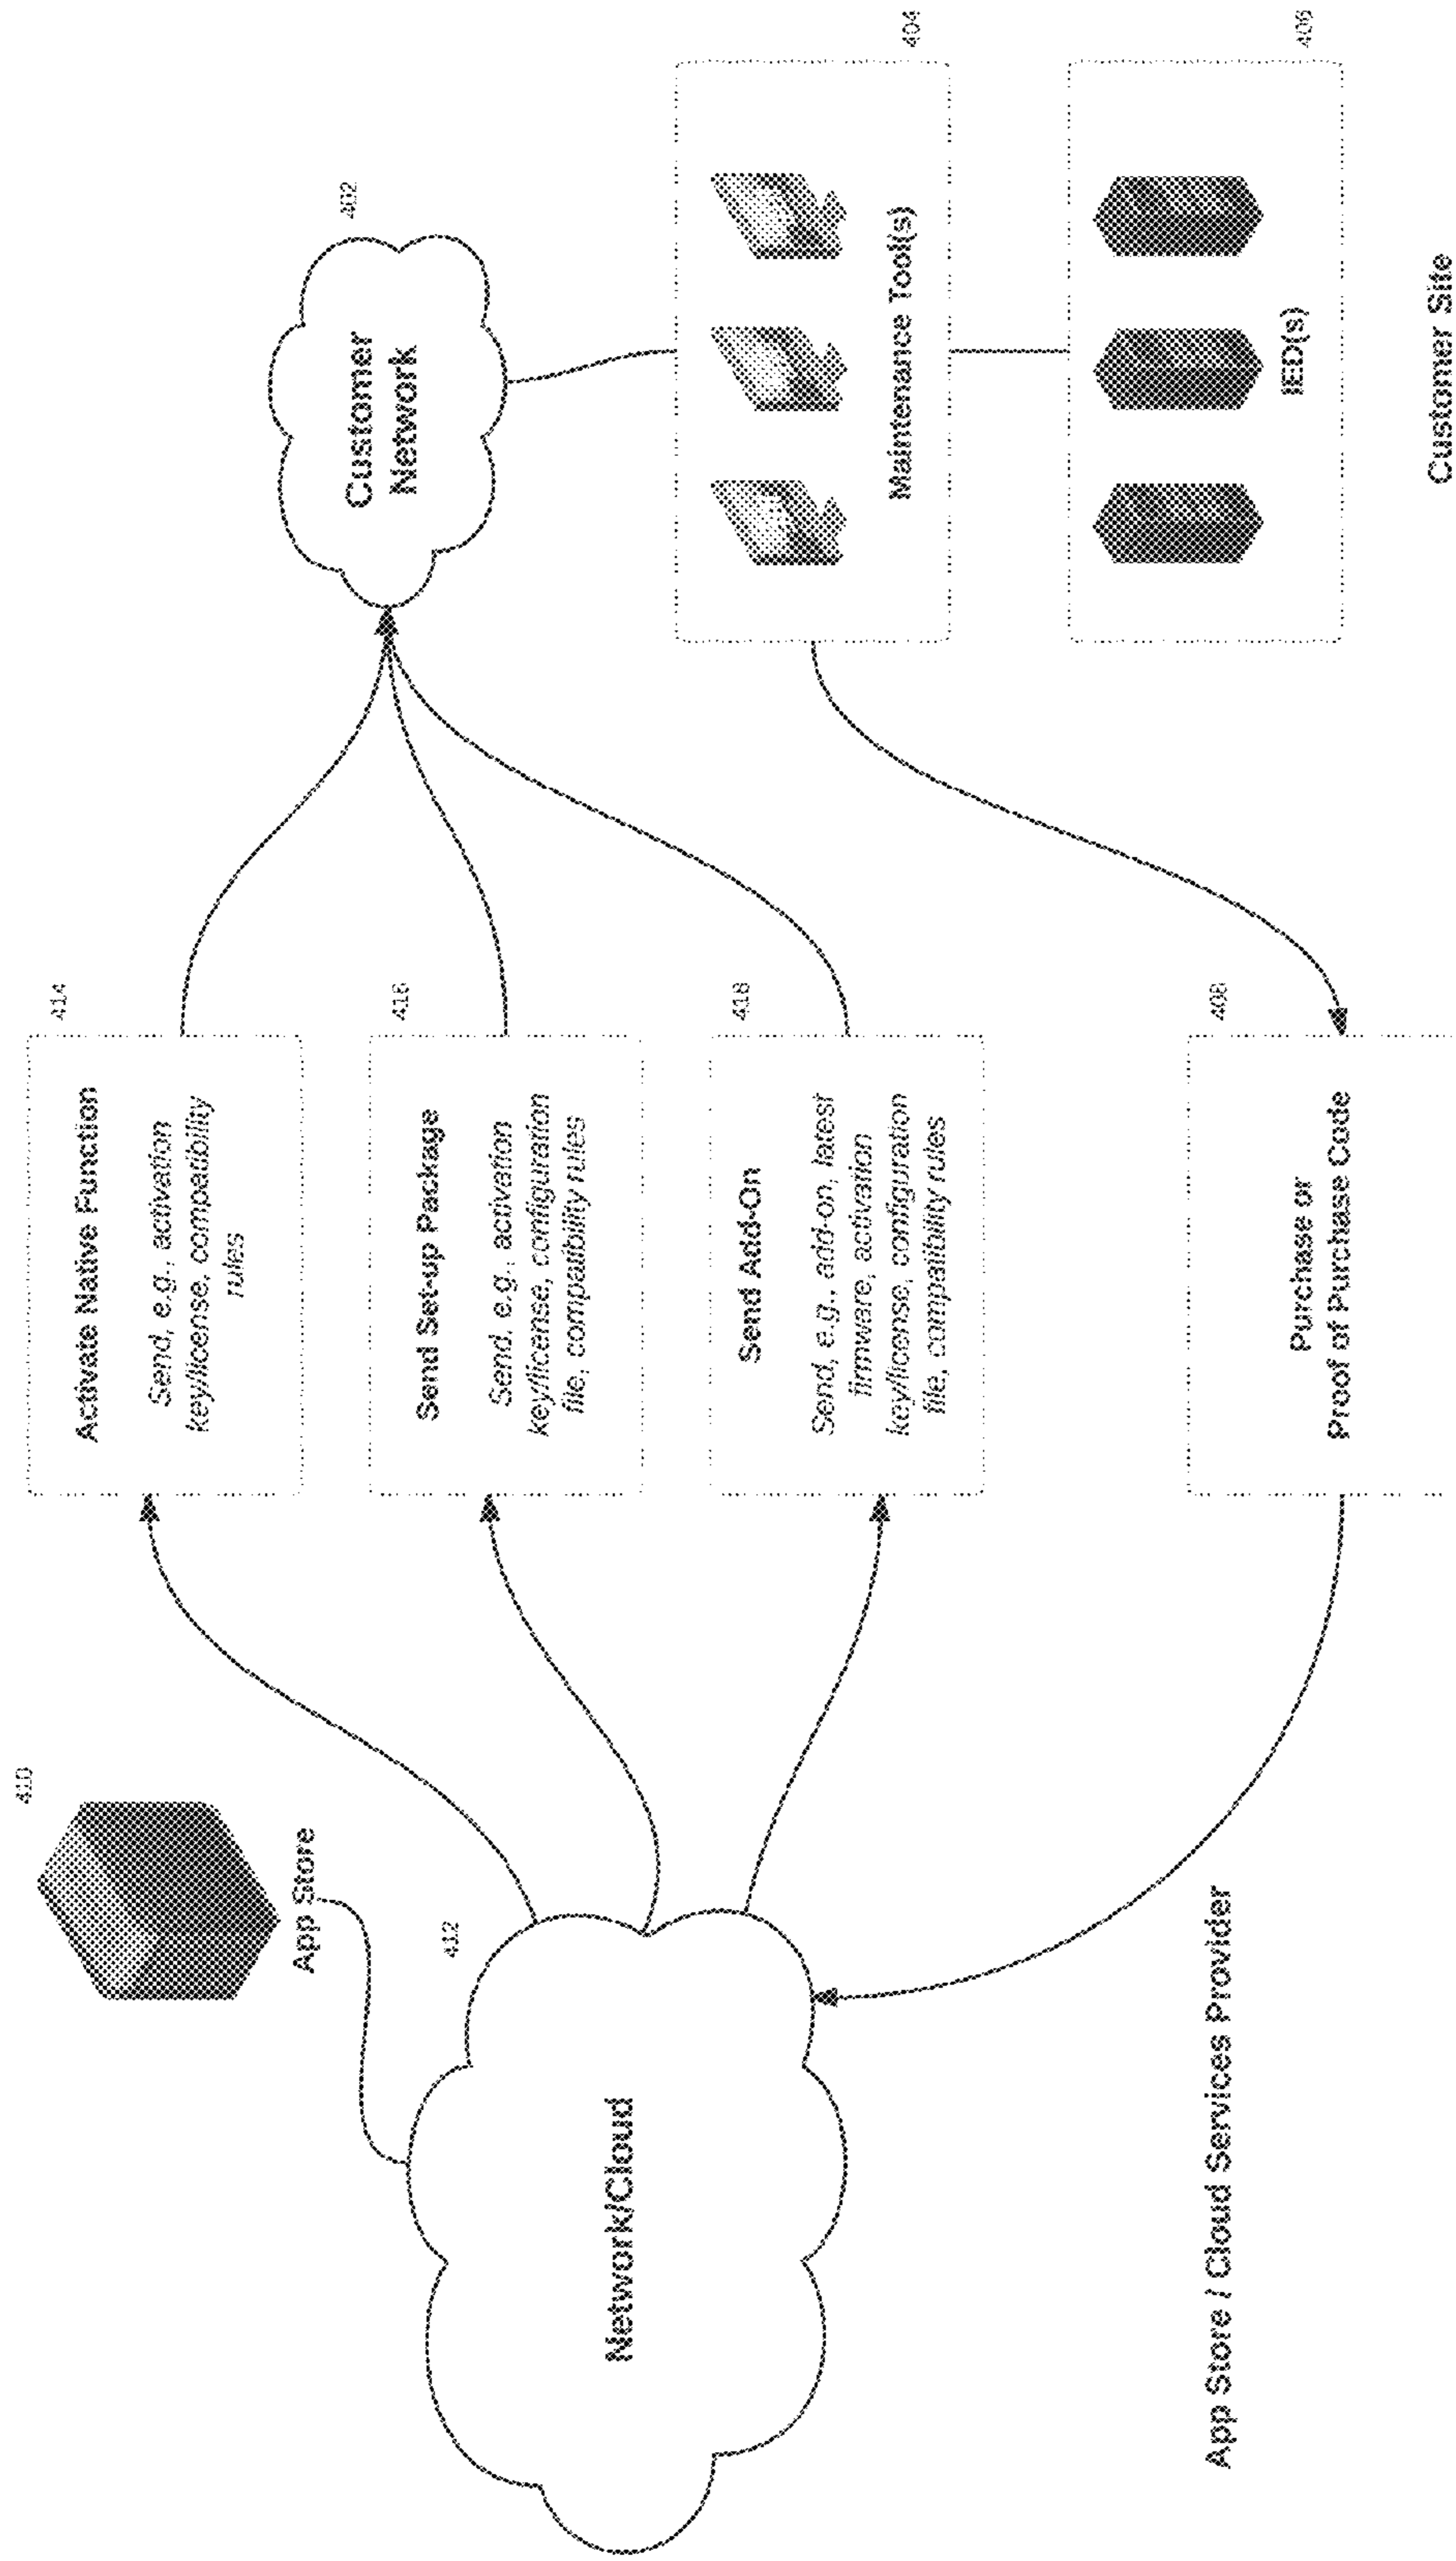 410
App Store
412
Network/Cloud
App Store / Cloud Services Provider
414
Activate Native Function
Send, e.g., activation
key/license, compatibility
rules
416
Send Set-up Package
Send, e.g., activation
key/license, configuration
file, compatibility rules
418
Send Add-On
Send, e.g., add-on, latest
firmware, activation
key/license, configuration
file, compatibility rules
408
Purchase or
Proof of Purchase Code
402
Customer
Network
404
Maintenance Tool(s)
406
IED(s)
Customer Site